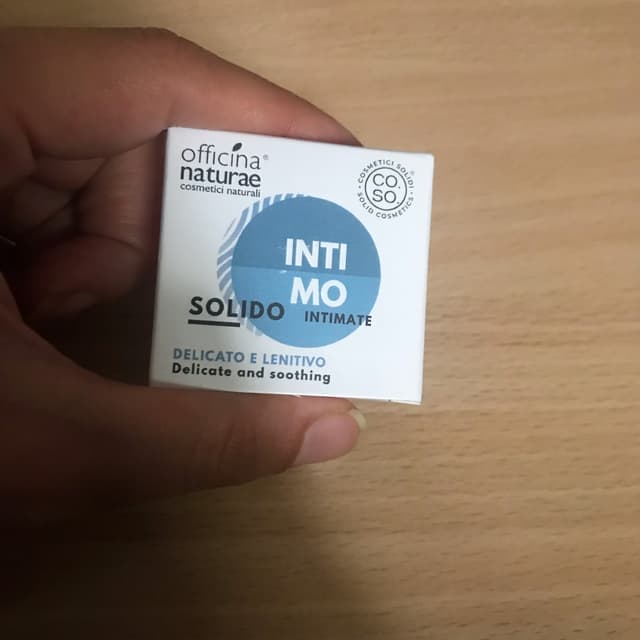 officina®
naturae
cosmetici naturali
COSMETICI SOLIDI
CO.
SO.
SOLID COSMETICS
®
INTI
MO
SOLIDO
INTIMATE
DELICATO E LENITIVO
Delicate and soothing